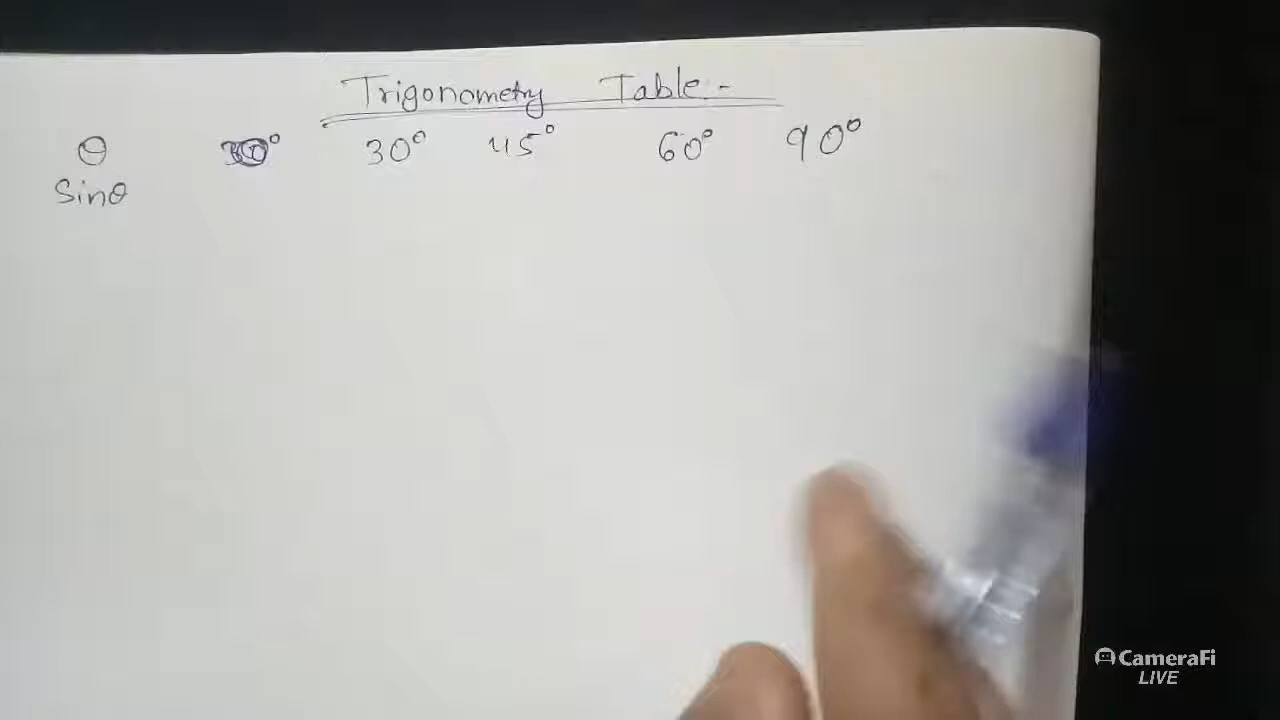 Trigonometry Table :-
θ 30° 45° 60° 90°
Sinθ
CameraFi
LIVE